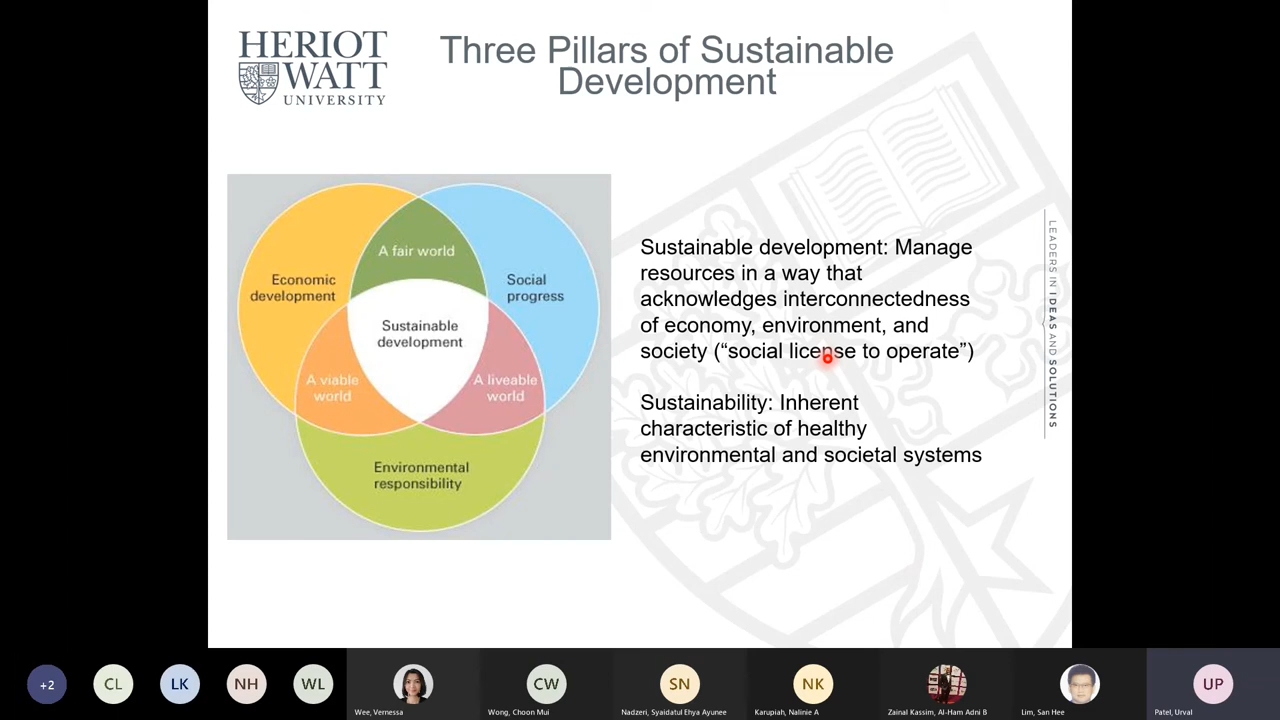 HERIOT
WATT
UNIVERSITY
Three Pillars of Sustainable
Development
A fair world
Economic
development
Social
progress
Sustainable
development
A viable
world
A liveable
world
Environmental
responsibility
Sustainable development: Manage
resources in a way that
acknowledges interconnectedness
of economy, environment, and
society (“social license to operate”)
Sustainability: Inherent
characteristic of healthy
environmental and societal systems
LEADERS IN IDEAS AND SOLUTIONS
+2
CL
LK
NH
WL
Wee, Vernessa
CW
Wong, Choon Mui
SN
Nadzeri, Syaidatul Ehya Ayunee
NK
Karupiah, Nalinie A
Zainal Kassim, Al-Ham Adni B
Lim, San Hee
UP
Patel, Urval